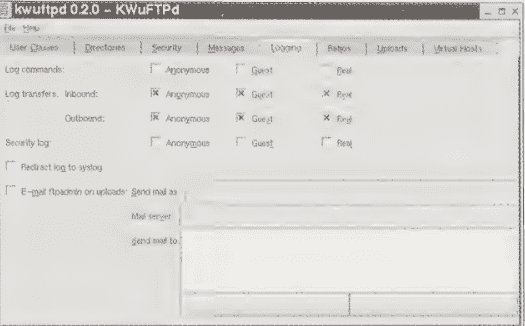 kwuftpd 0.2.0 – KWuFTPd
File Help
User Classes Directories Security Messages Logging Ratios Uploads Virtual Hosts
Log commands: Anonymous Guest Real
Log transfers: Inbound: Anonymous Guest Real
Outbound: Anonymous Guest Real
Security log: Anonymous Guest Real
Redirect log to syslog
E-mail ftpadmin on uploads: Send mail as
Mail server
Send mail to